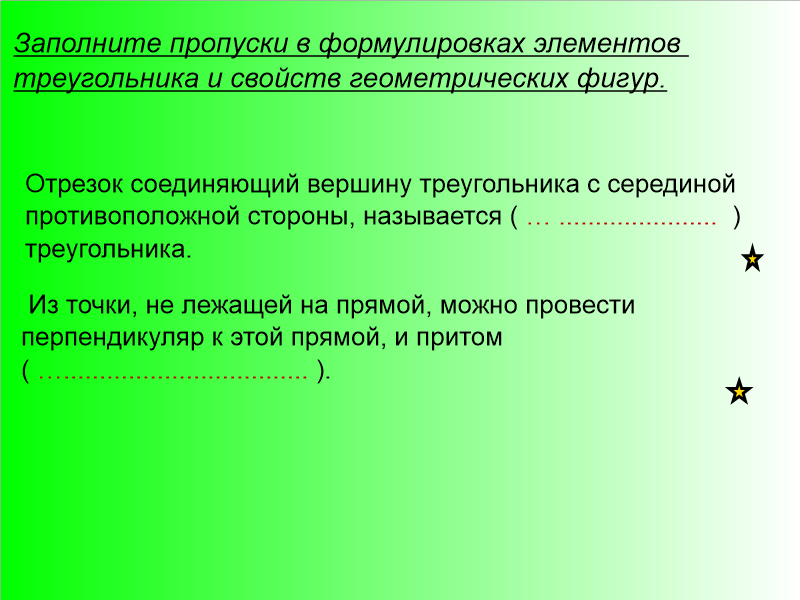 Заполните пропуски в формулировках элементов
треугольника и свойств геометрических фигур.
Отрезок соединяющий вершину треугольника с серединой
противоположной стороны, называется ( … ...................... )
треугольника.
Из точки, не лежащей на прямой, можно провести
перпендикуляр к этой прямой, и притом
( ….................................. ).